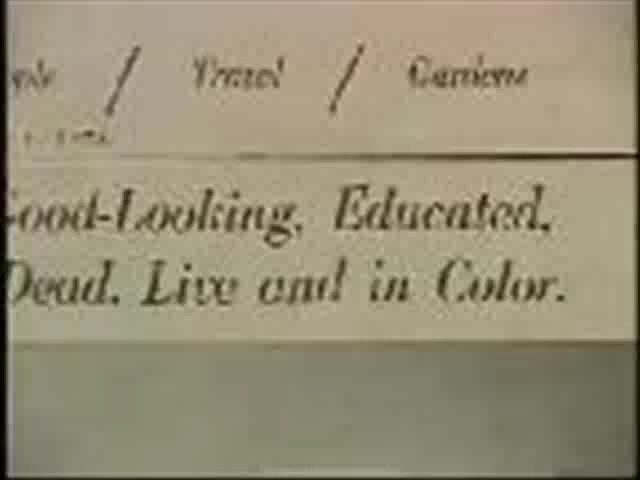 / Travel / Gardens
Good-Looking, Educated,
Dead. Live and in Color.